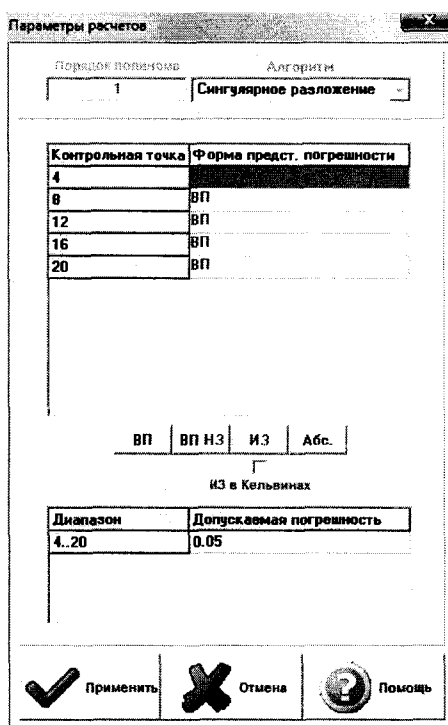 Параметры расчетов
Порядок полинома Алгоритм
1 Сингулярное разложение
Контрольная точка Форма предст. погрешности
4
8 ВП
12 ВП
16 ВП
20 ВП
ВП ВП НЗ ИЗ Абс.
ИЗ в Кельвинах
Диапазон Допускаемая погрешность
4..20 0.05
Применить Отмена Помощь